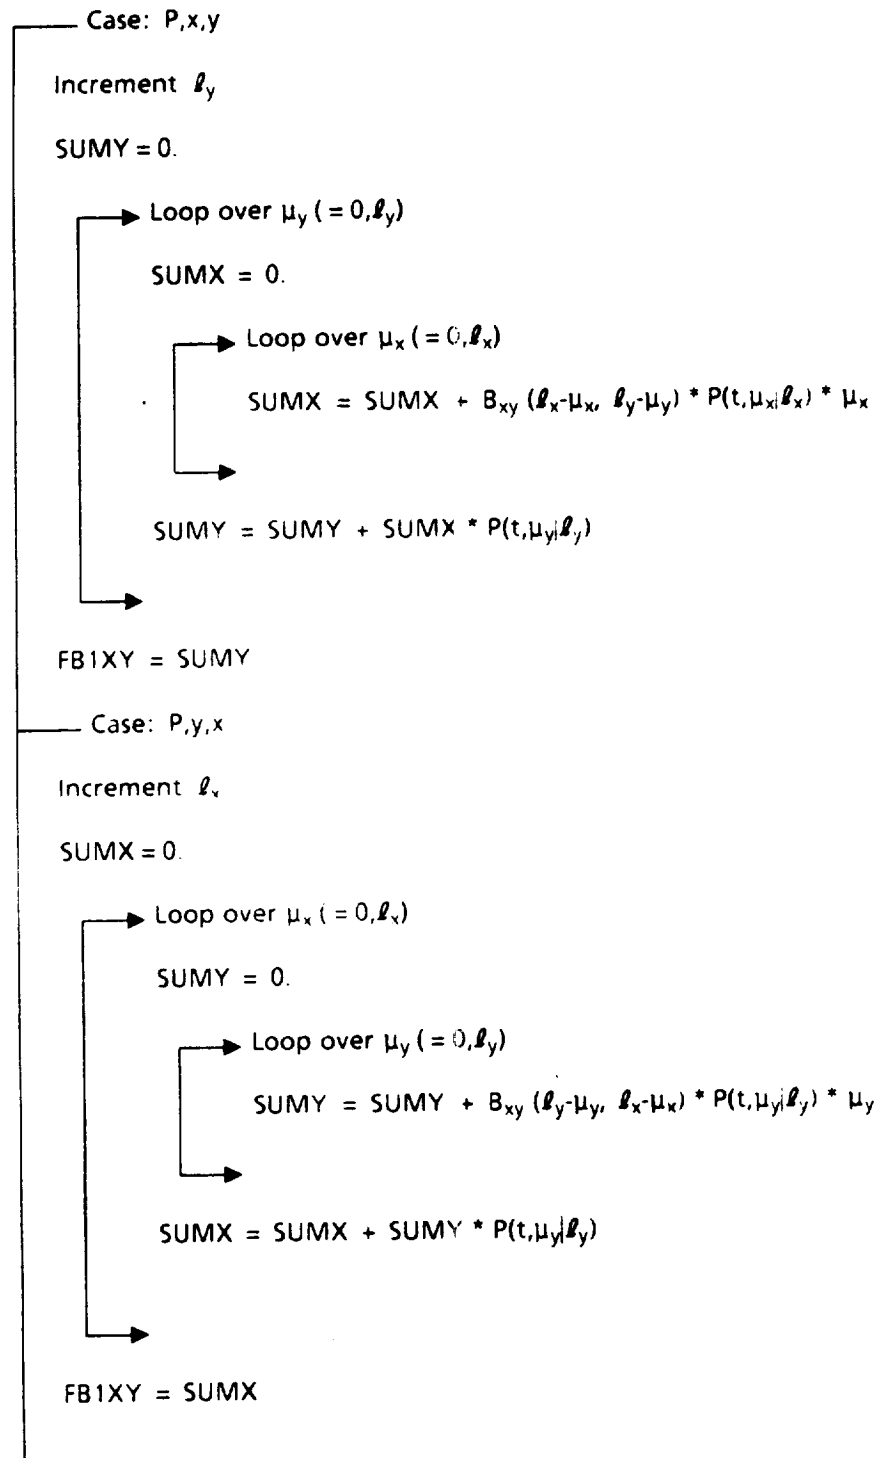 Case: P,x,y
Increment ℓy
SUMY = 0.
Loop over μy ( = 0,ℓy)
SUMX = 0.
Loop over μx ( = 0,ℓx)
SUMX = SUMX + Bxy (ℓx-μx, ℓy-μy) * P(t,μx|ℓx) * μx
SUMY = SUMY + SUMX * P(t,μy|ℓy)
FB1XY = SUMY
Case: P,y,x
Increment ℓx
SUMX = 0.
Loop over μx ( = 0,ℓx)
SUMY = 0.
Loop over μy ( = 0,ℓy)
SUMY = SUMY + Bxy (ℓy-μy, ℓx-μx) * P(t,μy|ℓy) * μy
SUMX = SUMX + SUMY * P(t,μy|ℓy)
FB1XY = SUMX